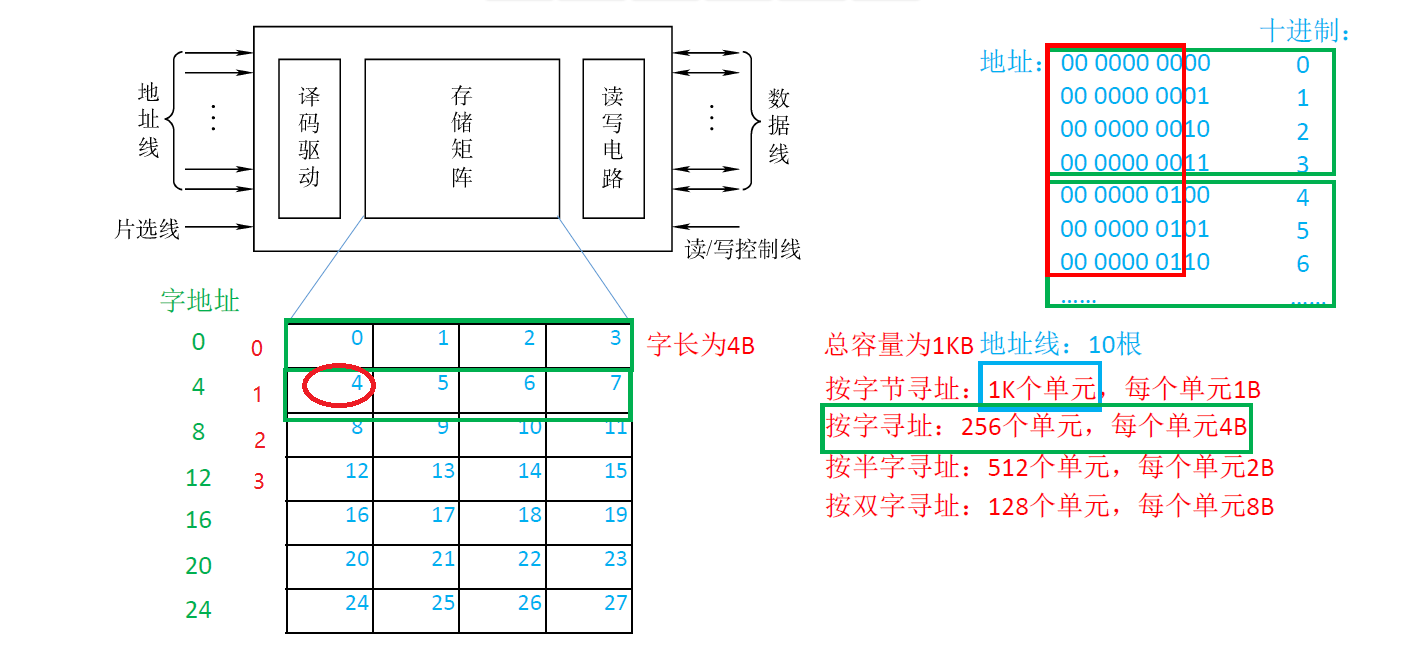 地址线
译码驱动
存储矩阵
读写电路
数据线
片选线
读/写控制线
十进制：
地址：
00 0000 0000 0
00 0000 0001 1
00 0000 0010 2
00 0000 0011 3
00 0000 0100 4
00 0000 0101 5
00 0000 0110 6
…… ……
字地址
0 0 0 1 2 3 字长为4B
4 1 4 5 6 7
8 2 8 9 10 11
12 3 12 13 14 15
16 16 17 18 19
20 20 21 22 23
24 24 25 26 27
总容量为1KB 地址线：10根
按字节寻址：1K个单元，每个单元1B
按字寻址：256个单元，每个单元4B
按半字寻址：512个单元，每个单元2B
按双字寻址：128个单元，每个单元8B